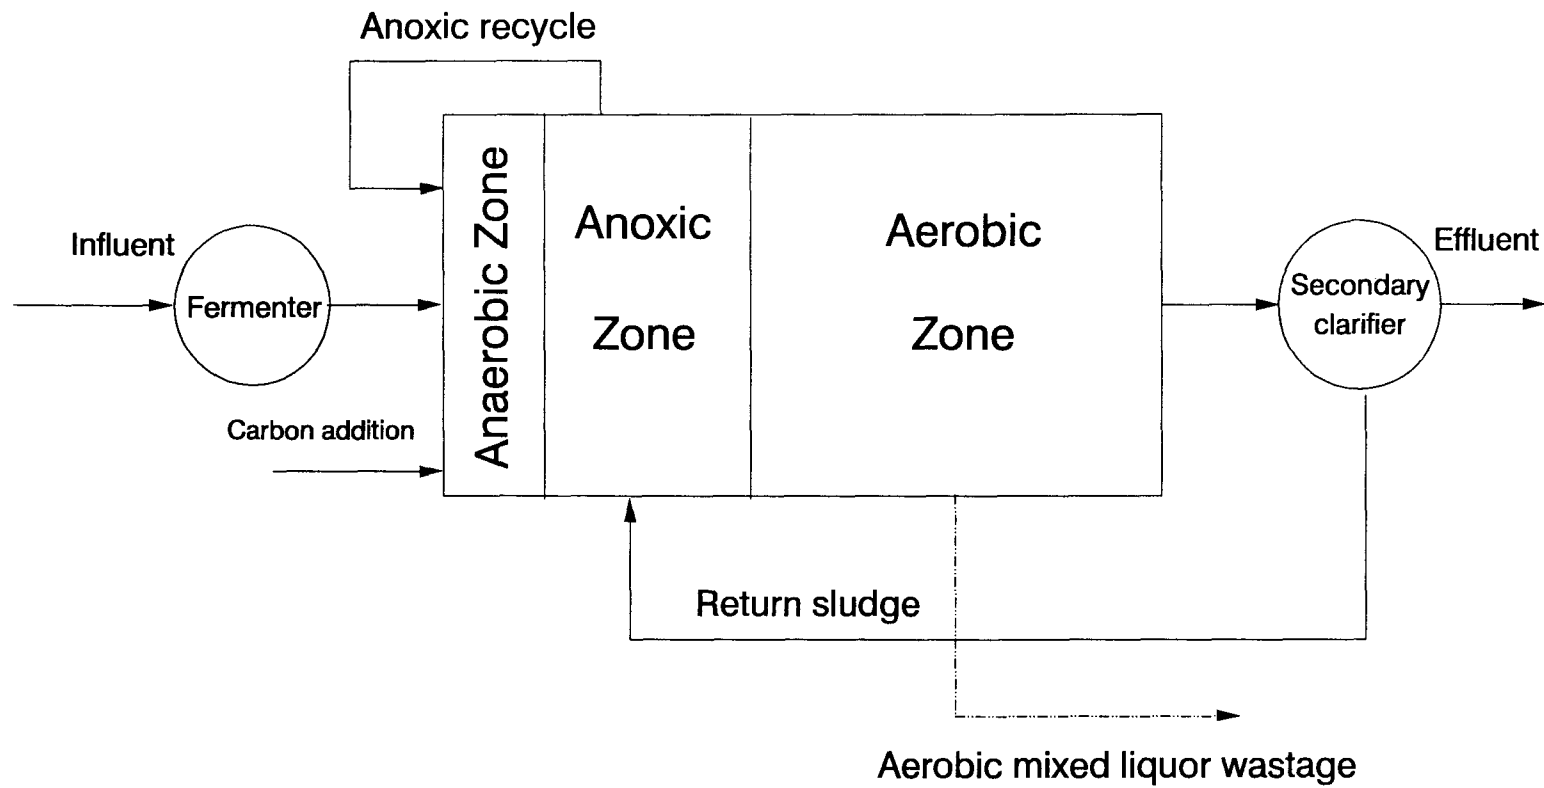 Anoxic recycle
Influent
Fermenter
Carbon addition
Anaerobic Zone
Anoxic
Zone
Aerobic
Zone
Secondary
clarifier
Effluent
Return sludge
Aerobic mixed liquor wastage